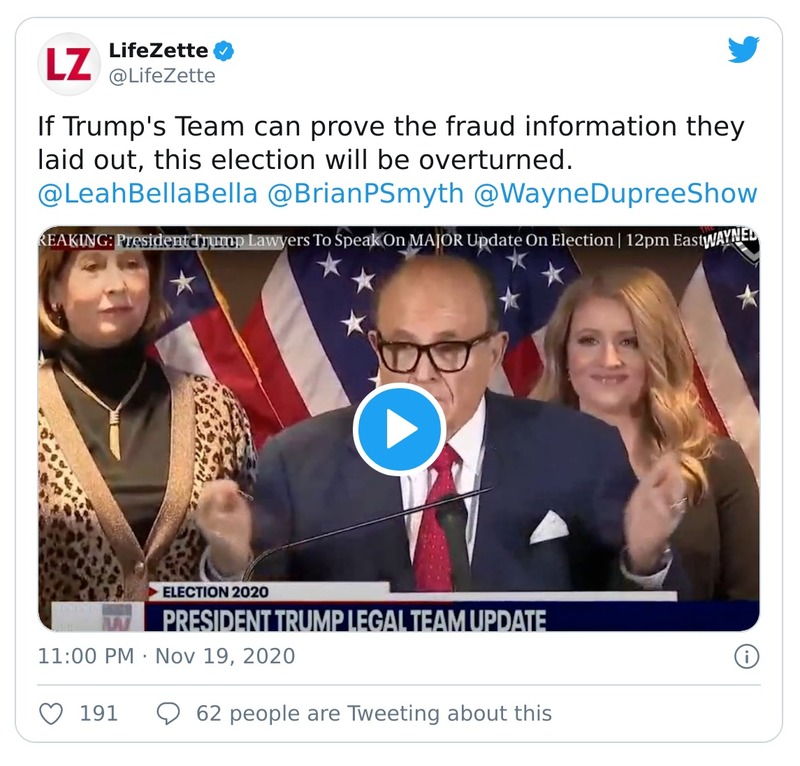 LZ
LifeZette
@LifeZette
If Trump's Team can prove the fraud information they
laid out, this election will be overturned.
@LeahBellaBella @BrianPSmyth @WayneDupreeShow
REAKING: President Trump Lawyers To Speak On MAJOR Update On Election | 12pm East
WAYNED
ELECTION 2020
PRESIDENT TRUMP LEGAL TEAM UPDATE
W
11:00 PM · Nov 19, 2020
191
62 people are Tweeting about this